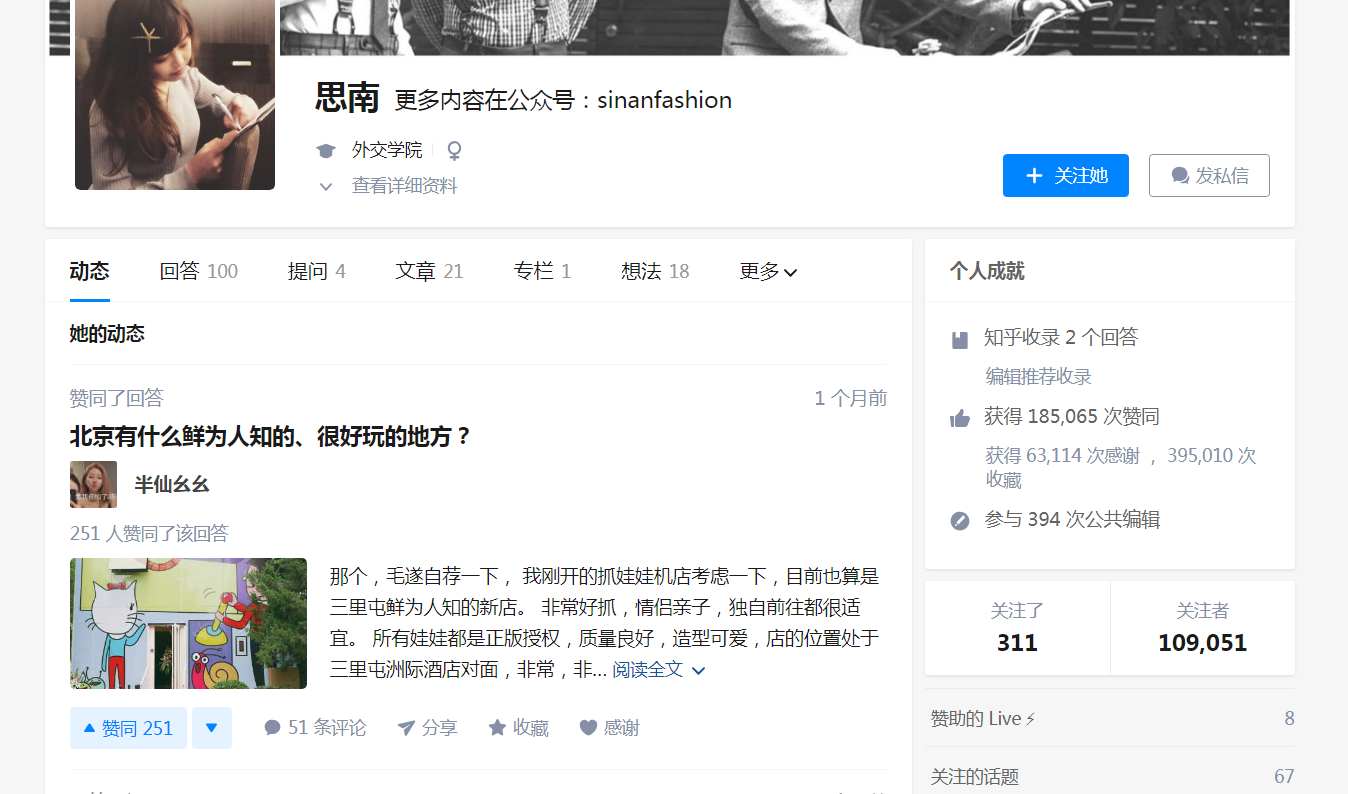 思南 更多内容在公众号：sinanfashion
外交学院
查看详细资料
关注她 发私信
动态 回答 100 提问 4 文章 21 专栏 1 想法 18 更多
她的动态
赞同了回答 1 个月前
北京有什么鲜为人知的、很好玩的地方？
半仙幺幺
251 人赞同了该回答
那个，毛遂自荐一下， 我刚开的抓娃娃机店考虑一下，目前也算是
三里屯鲜为人知的新店。 非常好抓，情侣亲子，独自前往都很适
宜。 所有娃娃都是正版授权，质量良好，造型可爱，店的位置处于
三里屯洲际酒店对面，非常，非... 阅读全文
赞同 251 51 条评论 分享 收藏 感谢
个人成就
知乎收录 2 个回答
编辑推荐收录
获得 185,065 次赞同
获得 63,114 次感谢 ， 395,010 次
收藏
参与 394 次公共编辑
关注了 关注者
311 109,051
赞助的 Live 8
关注的话题 67